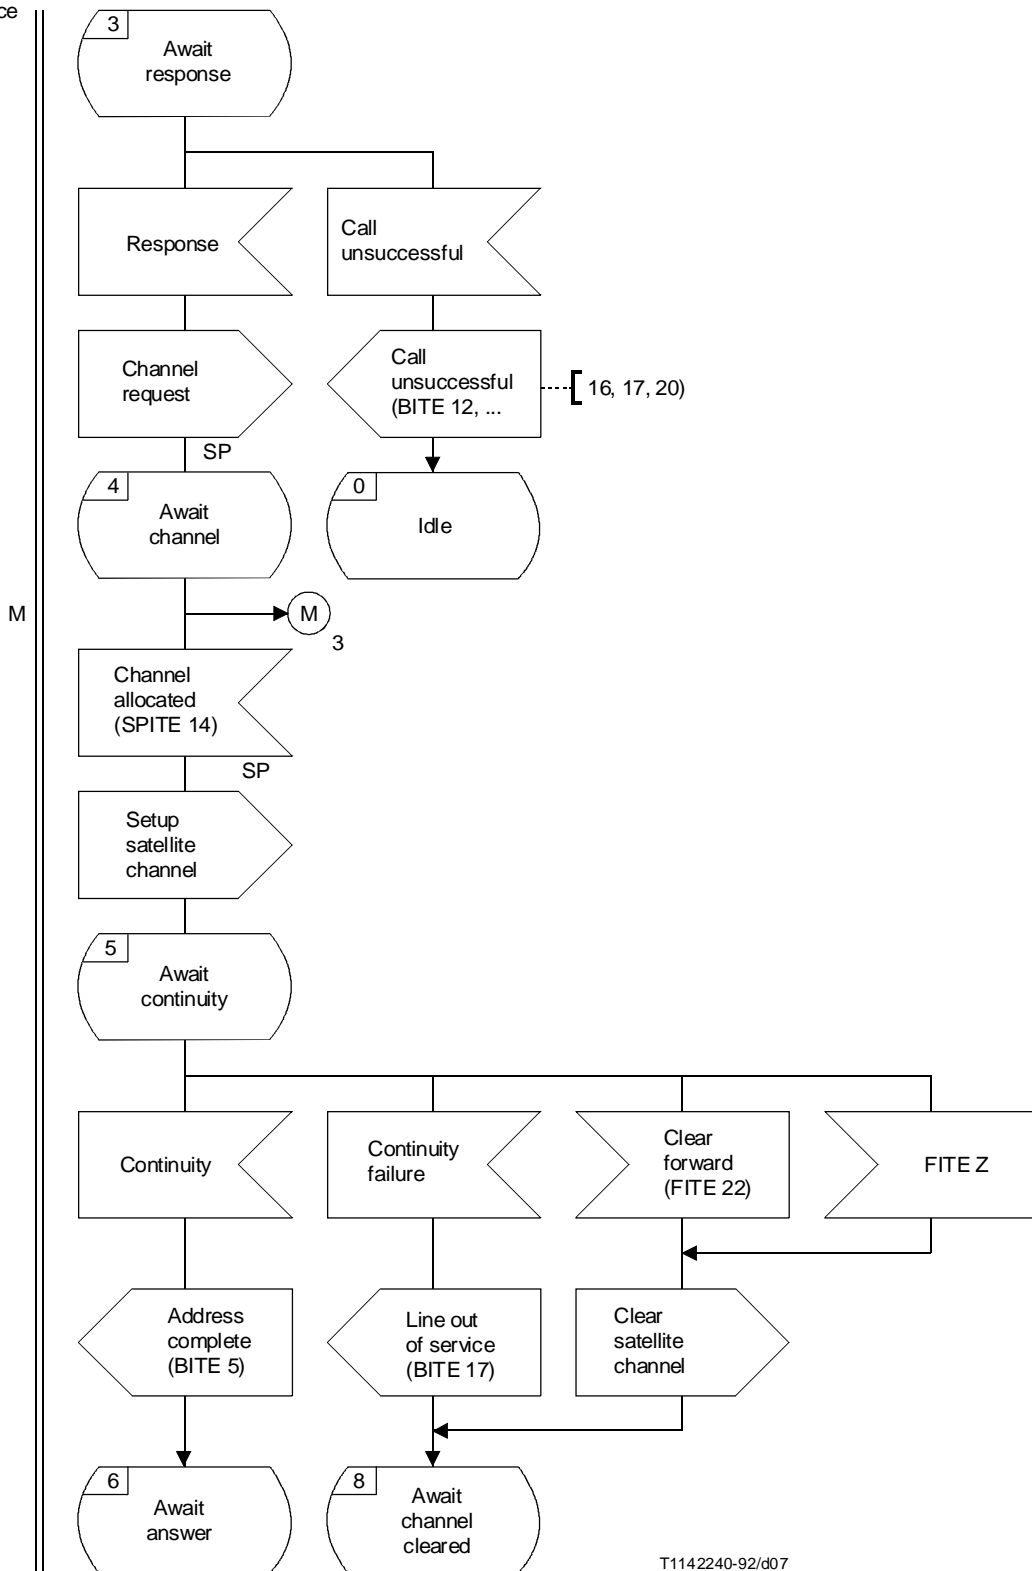 ce
3
Await
response
Response
Call
unsuccessful
Channel
request
Call
unsuccessful
(BITE 12, ...
16, 17, 20)
SP
4
Await
channel
0
Idle
M
M
3
Channel
allocated
(SPITE 14)
SP
Setup
satellite
channel
5
Await
continuity
Continuity
Continuity
failure
Clear
forward
(FITE 22)
FITE Z
Address
complete
(BITE 5)
Line out
of service
(BITE 17)
Clear
satellite
channel
6
Await
answer
8
Await
channel
cleared
T1142240-92/d07